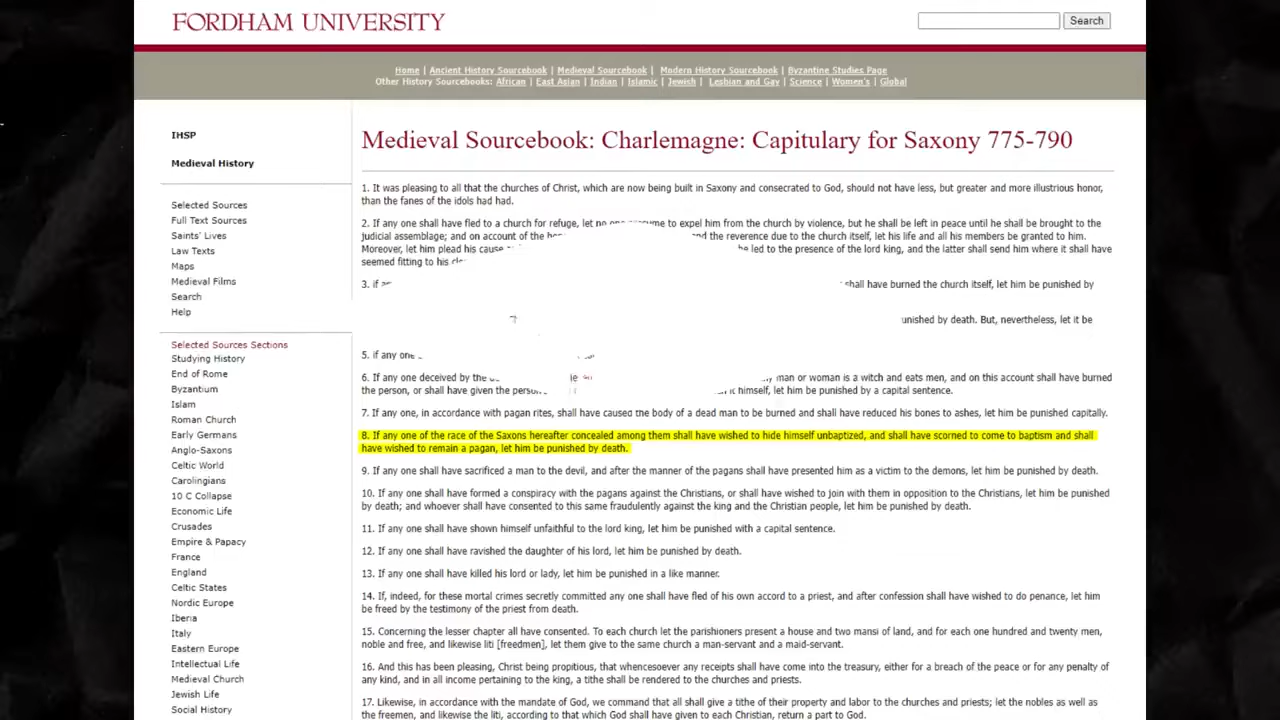 FORDHAM UNIVERSITY
Search
Home | Ancient History Sourcebook | Medieval Sourcebook | Modern History Sourcebook | Byzantine Studies Page
Other History Sourcebooks: African | East Asian | Indian | Islamic | Jewish | Lesbian and Gay | Science | Women's | Global
IHSP
Medieval History
Selected Sources
Full Text Sources
Saints' Lives
Law Texts
Maps
Medieval Films
Search
Help
Selected Sources Sections
Studying History
End of Rome
Byzantium
Islam
Roman Church
Early Germans
Anglo-Saxons
Celtic World
Carolingians
10 C Collapse
Economic Life
Crusades
Empire & Papacy
France
England
Celtic States
Nordic Europe
Iberia
Italy
Eastern Europe
Intellectual Life
Medieval Church
Jewish Life
Social History
Medieval Sourcebook: Charlemagne: Capitulary for Saxony 775-790
1. It was pleasing to all that the churches of Christ, which are now being built in Saxony and consecrated to God, should not have less, but greater and more illustrious honor,
than the fanes of the idols had had.
2. If any one shall have fled to a church for refuge, let no one presume to expel him from the church by violence, but he shall be left in peace until he shall be brought to the
judicial assemblage; and on account of the and the reverence due to the church itself, let his life and all his members be granted to him.
Moreover, let him plead his cause be led to the presence of the lord king, and the latter shall send him where it shall have
seemed fitting to his
3. if shall have burned the church itself, let him be punished by
punished by death. But, nevertheless, let it be
5. if any one
6. If any one deceived by the man or woman is a witch and eats men, and on this account shall have burned
the person, or shall have given the person himself, let him be punished by a capital sentence.
7. If any one, in accordance with pagan rites, shall have caused the body of a dead man to be burned and shall have reduced his bones to ashes, let him be punished capitally.
8. If any one of the race of the Saxons hereafter concealed among them shall have wished to hide himself unbaptized, and shall have scorned to come to baptism and shall
have wished to remain a pagan, let him be punished by death.
9. If any one shall have sacrificed a man to the devil, and after the manner of the pagans shall have presented him as a victim to the demons, let him be punished by death.
10. If any one shall have formed a conspiracy with the pagans against the Christians, or shall have wished to join with them in opposition to the Christians, let him be punished
by death; and whoever shall have consented to this same fraudulently against the king and the Christian people, let him be punished by death.
11. If any one shall have shown himself unfaithful to the lord king, let him be punished with a capital sentence.
12. If any one shall have ravished the daughter of his lord, let him be punished by death.
13. If any one shall have killed his lord or lady, let him be punished in a like manner.
14. If, indeed, for these mortal crimes secretly committed any one shall have fled of his own accord to a priest, and after confession shall have wished to do penance, let him
be freed by the testimony of the priest from death.
15. Concerning the lesser chapter all have consented. To each church let the parishioners present a house and two mansi of land, and for each one hundred and twenty men,
noble and free, and likewise liti [freedmen], let them give to the same church a man-servant and a maid-servant.
16. And this has been pleasing, Christ being propitious, that whencesoever any receipts shall have come into the treasury, either for a breach of the peace or for any penalty of
any kind, and in all income pertaining to the king, a tithe shall be rendered to the churches and priests.
17. Likewise, in accordance with the mandate of God, we command that all shall give a tithe of their property and labor to the churches and priests; let the nobles as well as
the freemen, and likewise the liti, according to that which God shall have given to each Christian, return a part to God.